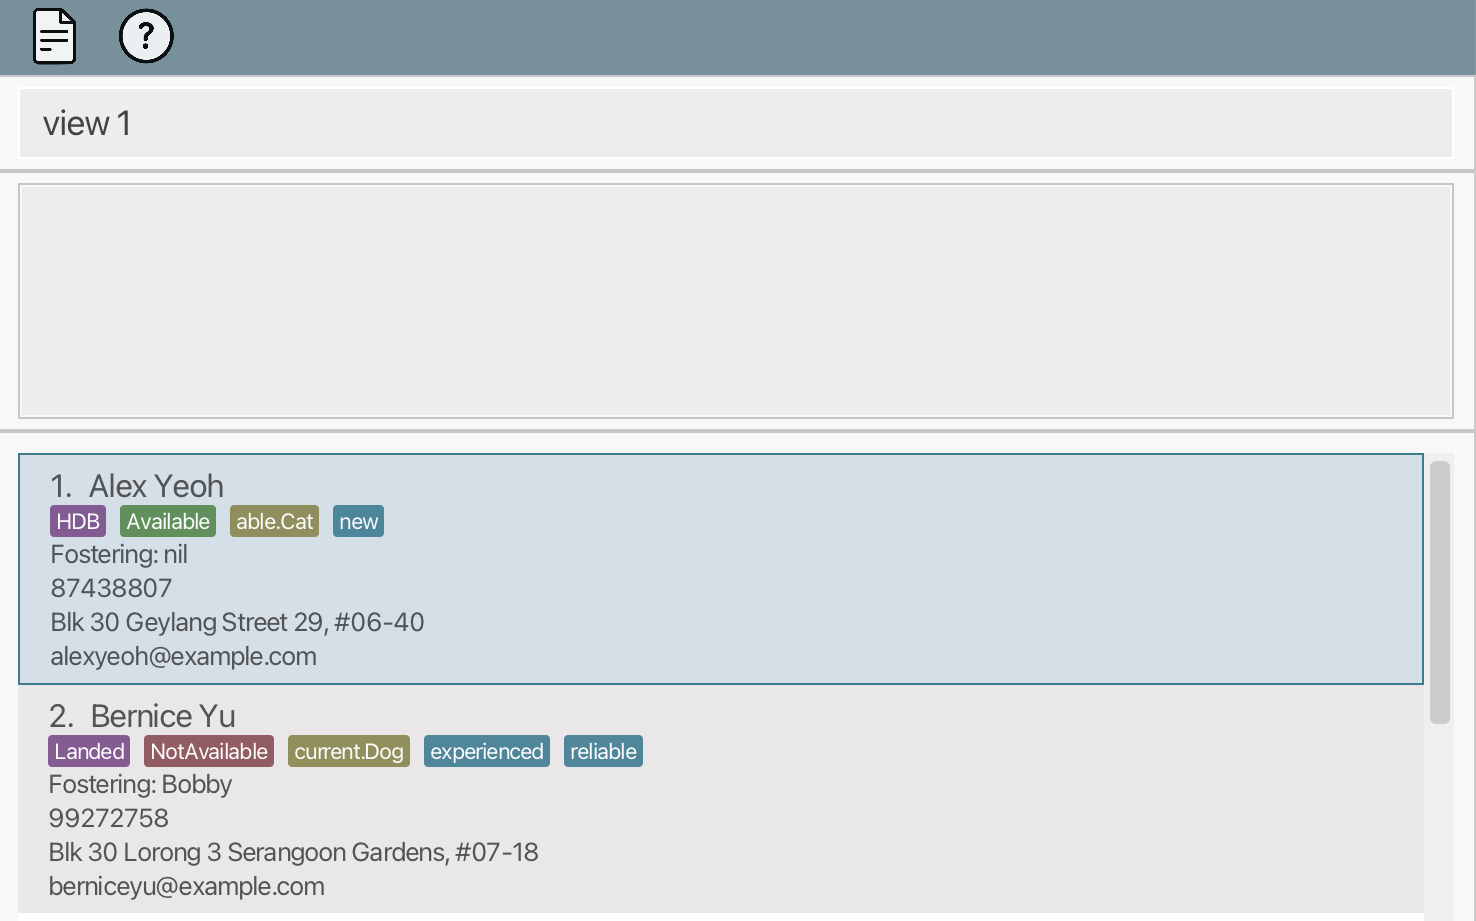 ?
view 1
1. Alex Yeoh
HDB Available able.Cat new
Fostering: nil
87438807
Blk 30 Geylang Street 29, #06-40
alexyeoh@example.com
2. Bernice Yu
Landed NotAvailable current.Dog experienced reliable
Fostering: Bobby
99272758
Blk 30 Lorong 3 Serangoon Gardens, #07-18
berniceyu@example.com